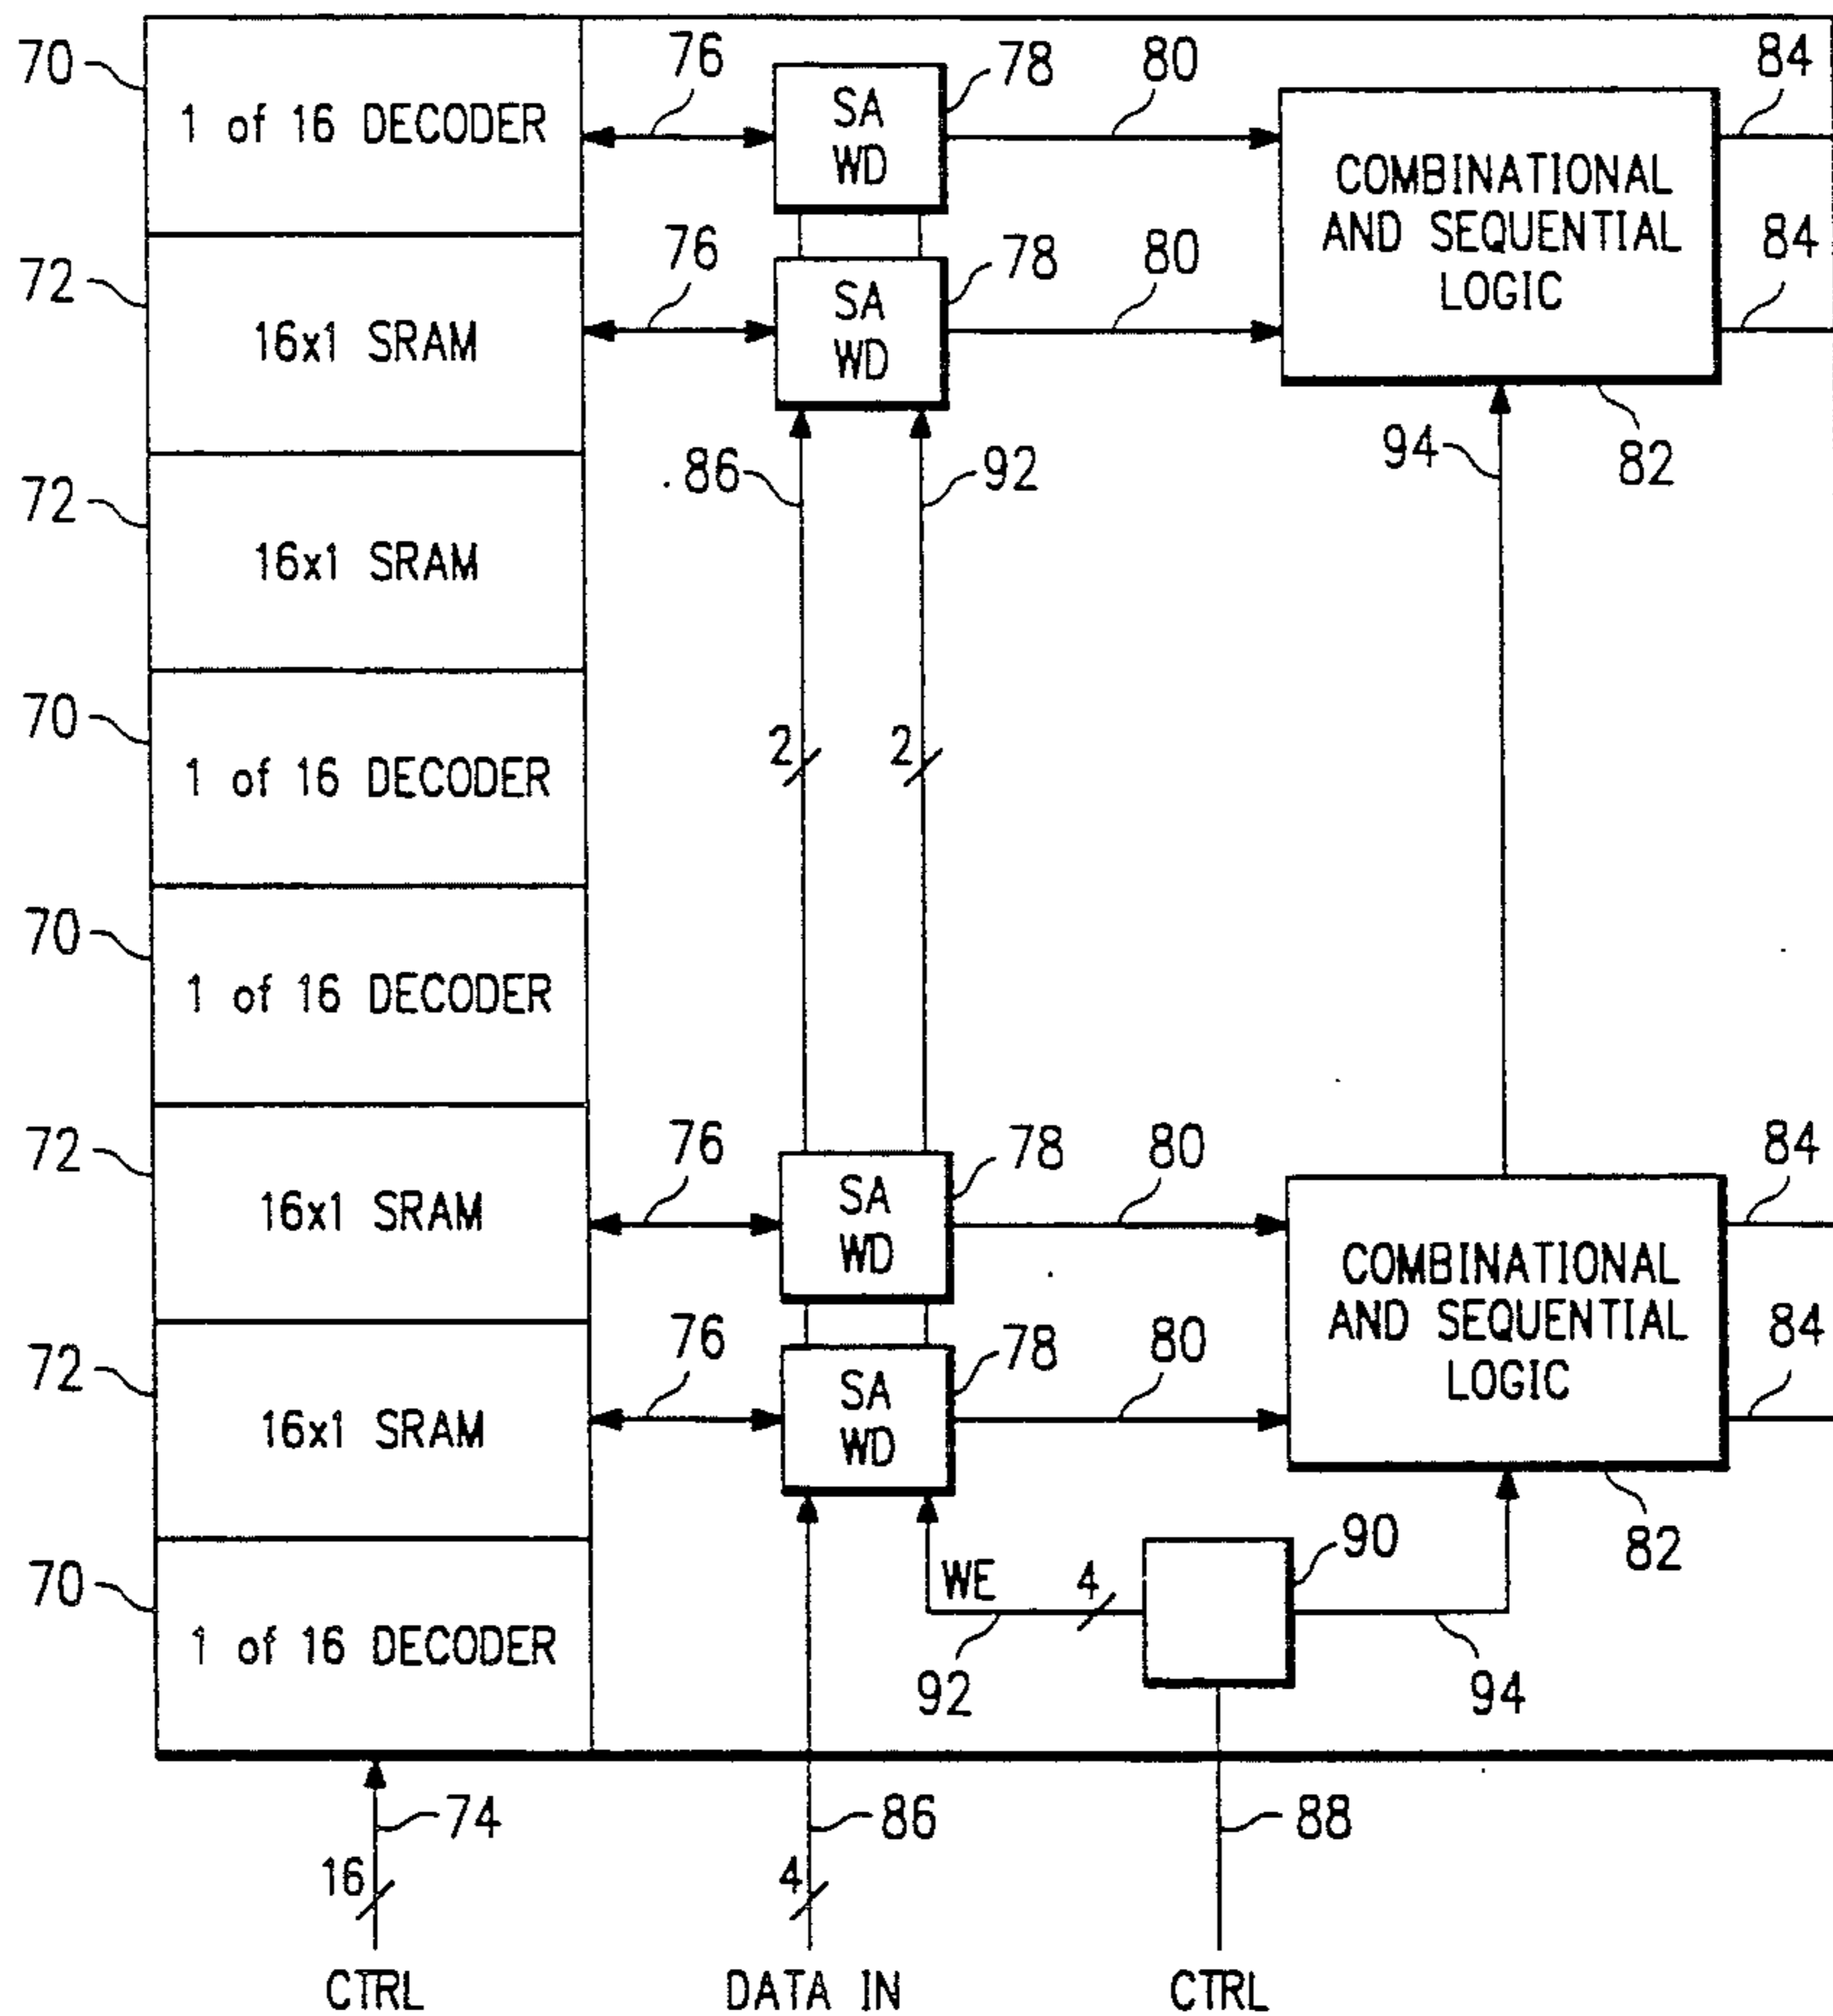 70
1 of 16 DECODER
76
SA
WD
78
80
84
COMBINATIONAL
AND SEQUENTIAL
LOGIC
72
16x1 SRAM
76
SA
WD
78
80
84
94
82
72
16x1 SRAM
86
92
70
1 of 16 DECODER
2
2
70
1 of 16 DECODER
72
16x1 SRAM
76
SA
WD
78
80
84
COMBINATIONAL
AND SEQUENTIAL
LOGIC
72
16x1 SRAM
76
SA
WD
78
80
84
82
70
1 of 16 DECODER
WE
4
90
92
94
74
86
88
16
4
CTRL
DATA IN
CTRL